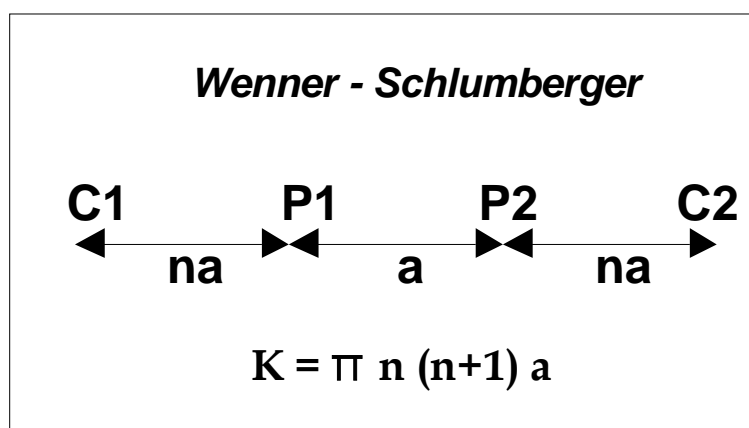 Wenner - Schlumberger
C1 P1 P2 C2
na a na
K = π n (n+1) a